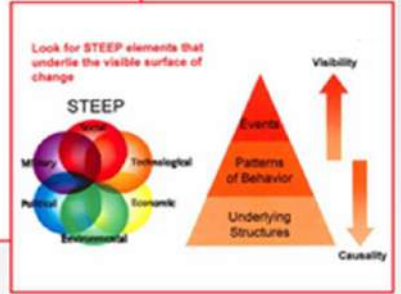 Look for STEEP elements that
underlie the visible surface of
change
STEEP
Social
Military
Technological
Political
Economic
Environmental
Visibility
Events
Patterns
of Behavior
Underlying
Structures
Causality